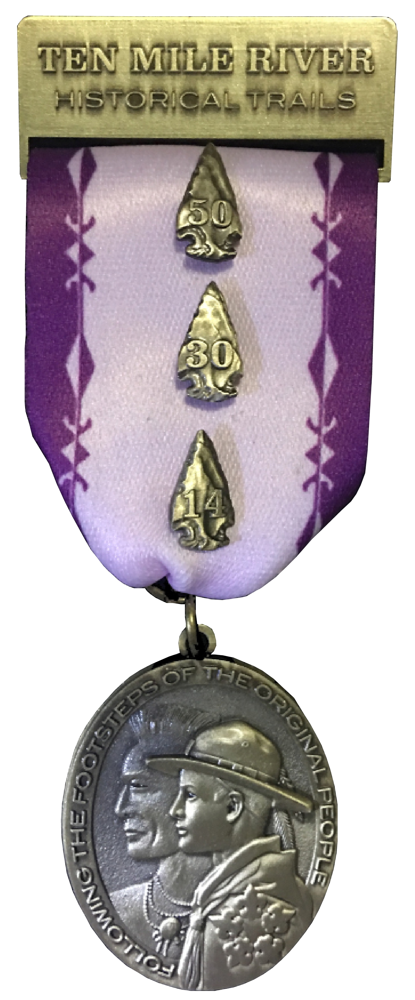 TEN MILE RIVER
HISTORICAL TRAILS
50
30
14
FOLLOWING THE FOOTSTEPS OF THE ORIGINAL PEOPLE